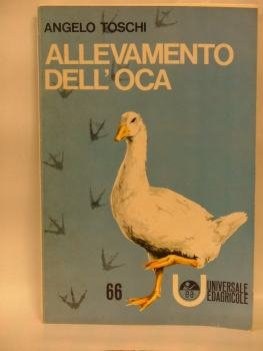 ANGELO TOSCHI
ALLEVAMENTO
DELL'OCA
66
UNIVERSALE
EDAGRICOLE